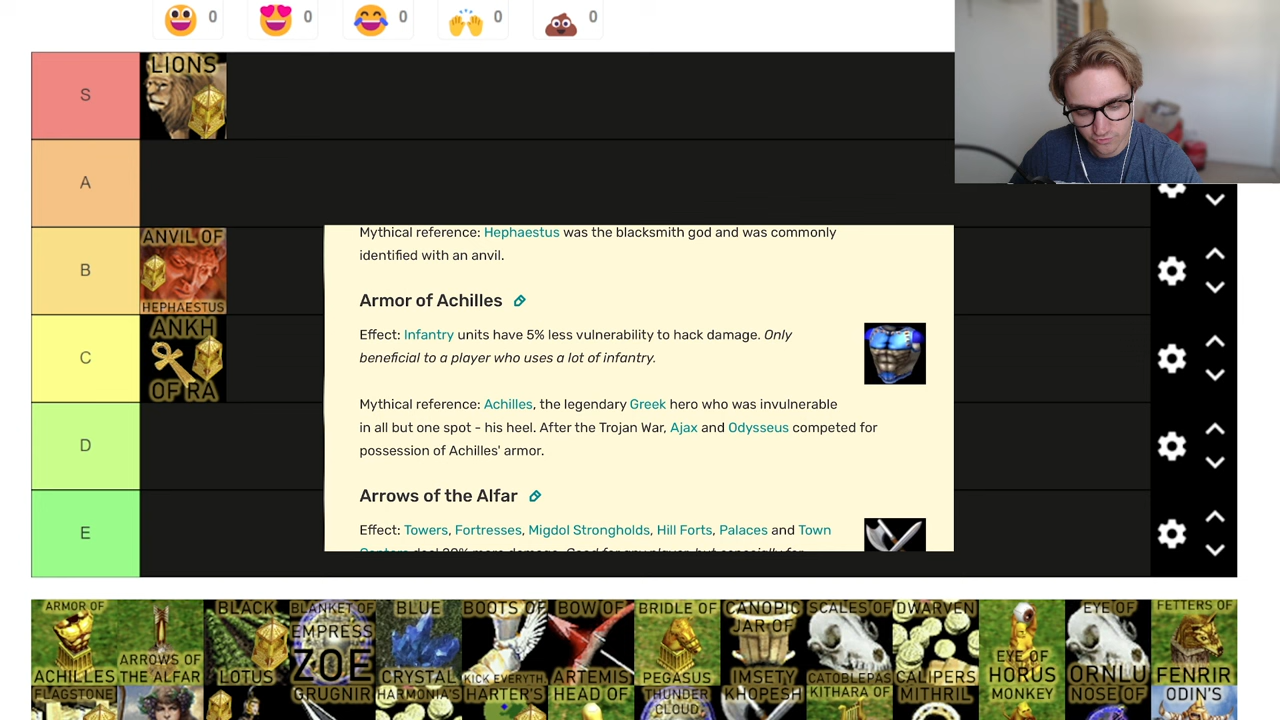 0 0 0 0 0
S
LIONS
A
B
ANVIL OF
HEPHAESTUS
C
ANKH
OF RA
D
E
Mythical reference: Hephaestus was the blacksmith god and was commonly
identified with an anvil.
Armor of Achilles
Effect: Infantry units have 5% less vulnerability to hack damage. Only
beneficial to a player who uses a lot of infantry.
Mythical reference: Achilles, the legendary Greek hero who was invulnerable
in all but one spot - his heel. After the Trojan War, Ajax and Odysseus competed for
possession of Achilles' armor.
Arrows of the Alfar
Effect: Towers, Fortresses, Migdol Strongholds, Hill Forts, Palaces and Town
ARMOR OF
ACHILLES
ARROWS OF
THE ALFAR
BLACK
LOTUS
BLANKET OF
EMPRESS
ZOE
BLUE
CRYSTAL
BOOTS OF
KICK EVERYTH.
BOW OF
ARTEMIS
BRIDLE OF
PEGASUS
CANOPIC
JAR OF
IMSETY
SCALES OF
CATOBLEPAS
DWARVEN
CALIPERS
EYE OF
HORUS
EYE OF
ORNLU
FETTERS OF
FENRIR
FLAGSTONE
GRUGNIR
HARMONIA'S
HARTER'S
HEAD OF
THUNDER
CLOUD
KHOPESH
KITHARA OF
MITHRIL
MONKEY
NOSE OF
ODIN'S